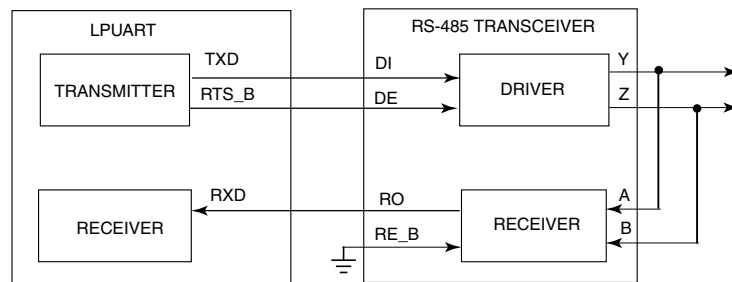 LPUART
RS-485 TRANSCEIVER
TRANSMITTER
TXD
DI
RTS_B
DE
DRIVER
Y
Z
RECEIVER
RXD
RO
RE_B
RECEIVER
A
B